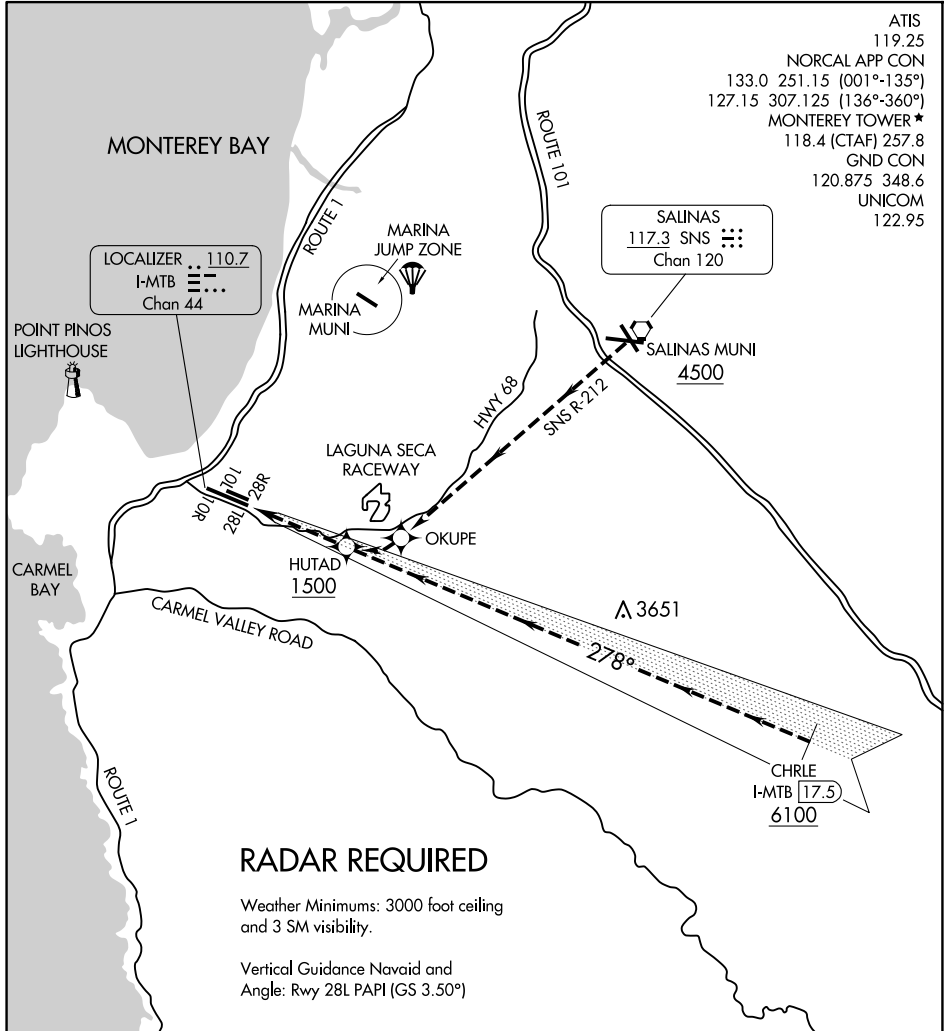 ATIS
119.25
NORCAL APP CON
133.0 251.15 (001°-135°)
127.15 307.125 (136°-360°)
MONTEREY TOWER★
118.4 (CTAF) 257.8
GND CON
120.875 348.6
UNICOM
122.95
MONTEREY BAY
ROUTE 101
ROUTE 1
MARINA
JUMP ZONE
MARINA
MUNI
SALINAS
117.3 SNS
Chan 120
LOCALIZER 110.7
I-MTB
Chan 44
POINT PINOS
LIGHTHOUSE
SALINAS MUNI
4500
HWY 68
SNS R-212
LAGUNA SECA
RACEWAY
10L
28R
10R
28L
OKUPE
HUTAD
1500
CARMEL
BAY
CARMEL VALLEY ROAD
3651
278°
CHRLE
I-MTB 17.5
6100
ROUTE 1
RADAR REQUIRED
Weather Minimums: 3000 foot ceiling
and 3 SM visibility.
Vertical Guidance Navaid and
Angle: Rwy 28L PAPI (GS 3.50°)